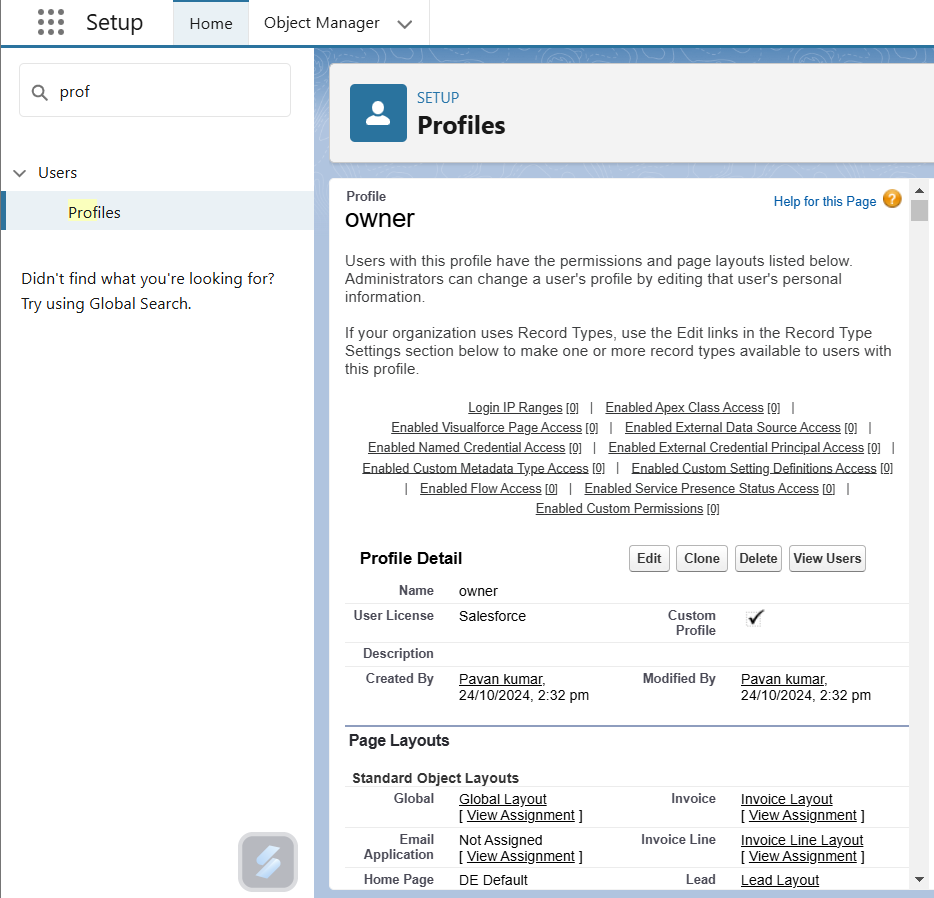 Setup
Home
Object Manager
prof
Users
Profiles
Didn't find what you're looking for?
Try using Global Search.
SETUP
Profiles
Profile
owner
Help for this Page ?
Users with this profile have the permissions and page layouts listed below.
Administrators can change a user's profile by editing that user's personal
information.
If your organization uses Record Types, use the Edit links in the Record Type
Settings section below to make one or more record types available to users with
this profile.
Login IP Ranges [0] | Enabled Apex Class Access [0] |
Enabled Visualforce Page Access [0] | Enabled External Data Source Access [0] |
Enabled Named Credential Access [0] | Enabled External Credential Principal Access [0] |
Enabled Custom Metadata Type Access [0] | Enabled Custom Setting Definitions Access [0]
| Enabled Flow Access [0] | Enabled Service Presence Status Access [0] |
Enabled Custom Permissions [0]
Profile Detail Edit Clone Delete View Users
Name owner
User License Salesforce Custom
Profile
Description
Created By Pavan kumar, Modified By Pavan kumar,
24/10/2024, 2:32 pm 24/10/2024, 2:32 pm
Page Layouts
Standard Object Layouts
Global Global Layout Invoice Invoice Layout
[ View Assignment ] [ View Assignment ]
Email Not Assigned Invoice Line Invoice Line Layout
Application [ View Assignment ] [ View Assignment ]
Home Page DE Default Lead Lead Layout